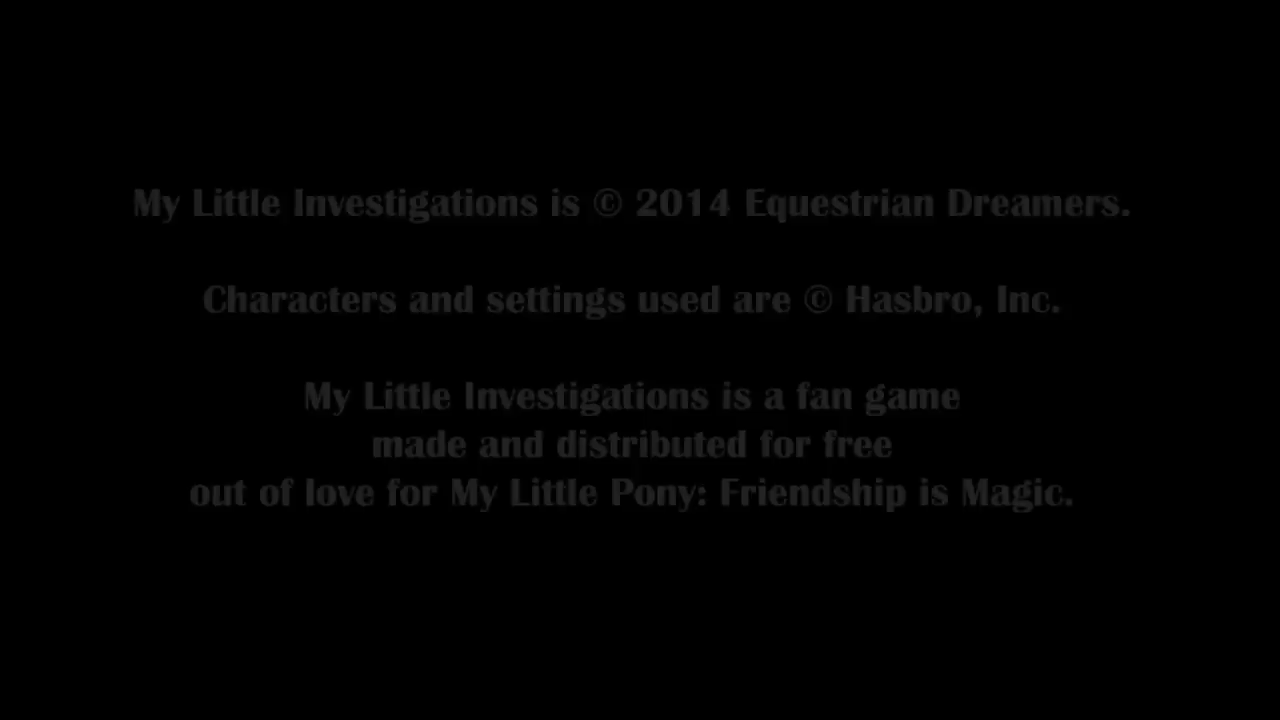 My Little Investigations is © 2014 Equestrian Dreamers.
Characters and settings used are © Hasbro, Inc.
My Little Investigations is a fan game
made and distributed for free
out of love for My Little Pony: Friendship is Magic.